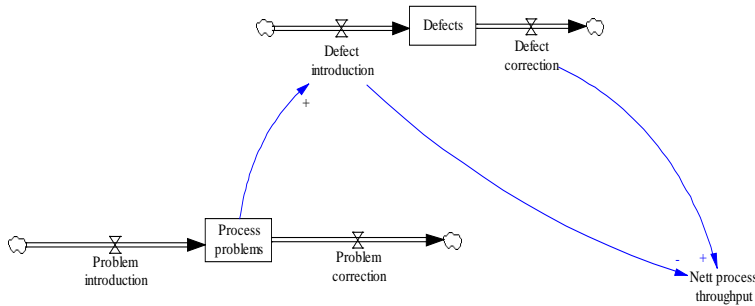 Defects
Defect
introduction
Defect
correction
+
Process
problems
Problem
introduction
Problem
correction
-
+
Nett process
throughput